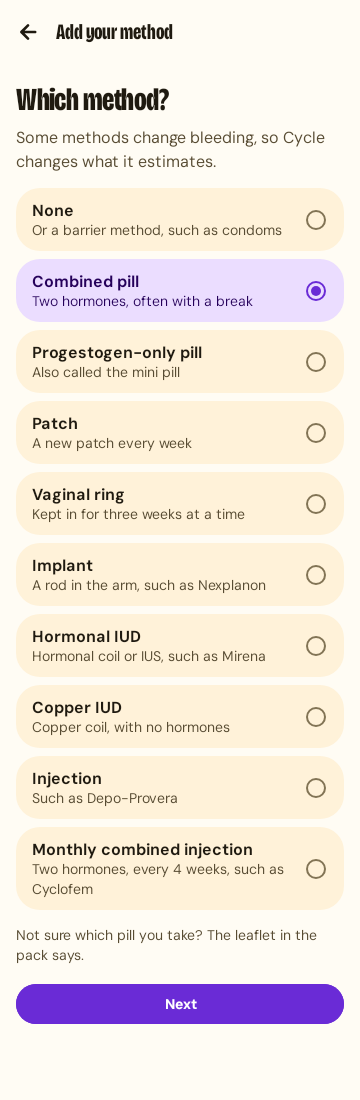 Add your method
Which method?
Some methods change bleeding, so Cycle
changes what it estimates.
None
Or a barrier method, such as condoms
Combined pill
Two hormones, often with a break
Progestogen-only pill
Also called the mini pill
Patch
A new patch every week
Vaginal ring
Kept in for three weeks at a time
Implant
A rod in the arm, such as Nexplanon
Hormonal IUD
Hormonal coil or IUS, such as Mirena
Copper IUD
Copper coil, with no hormones
Injection
Such as Depo-Provera
Monthly combined injection
Two hormones, every 4 weeks, such as
Cyclofem
Not sure which pill you take? The leaflet in the
pack says.
Next